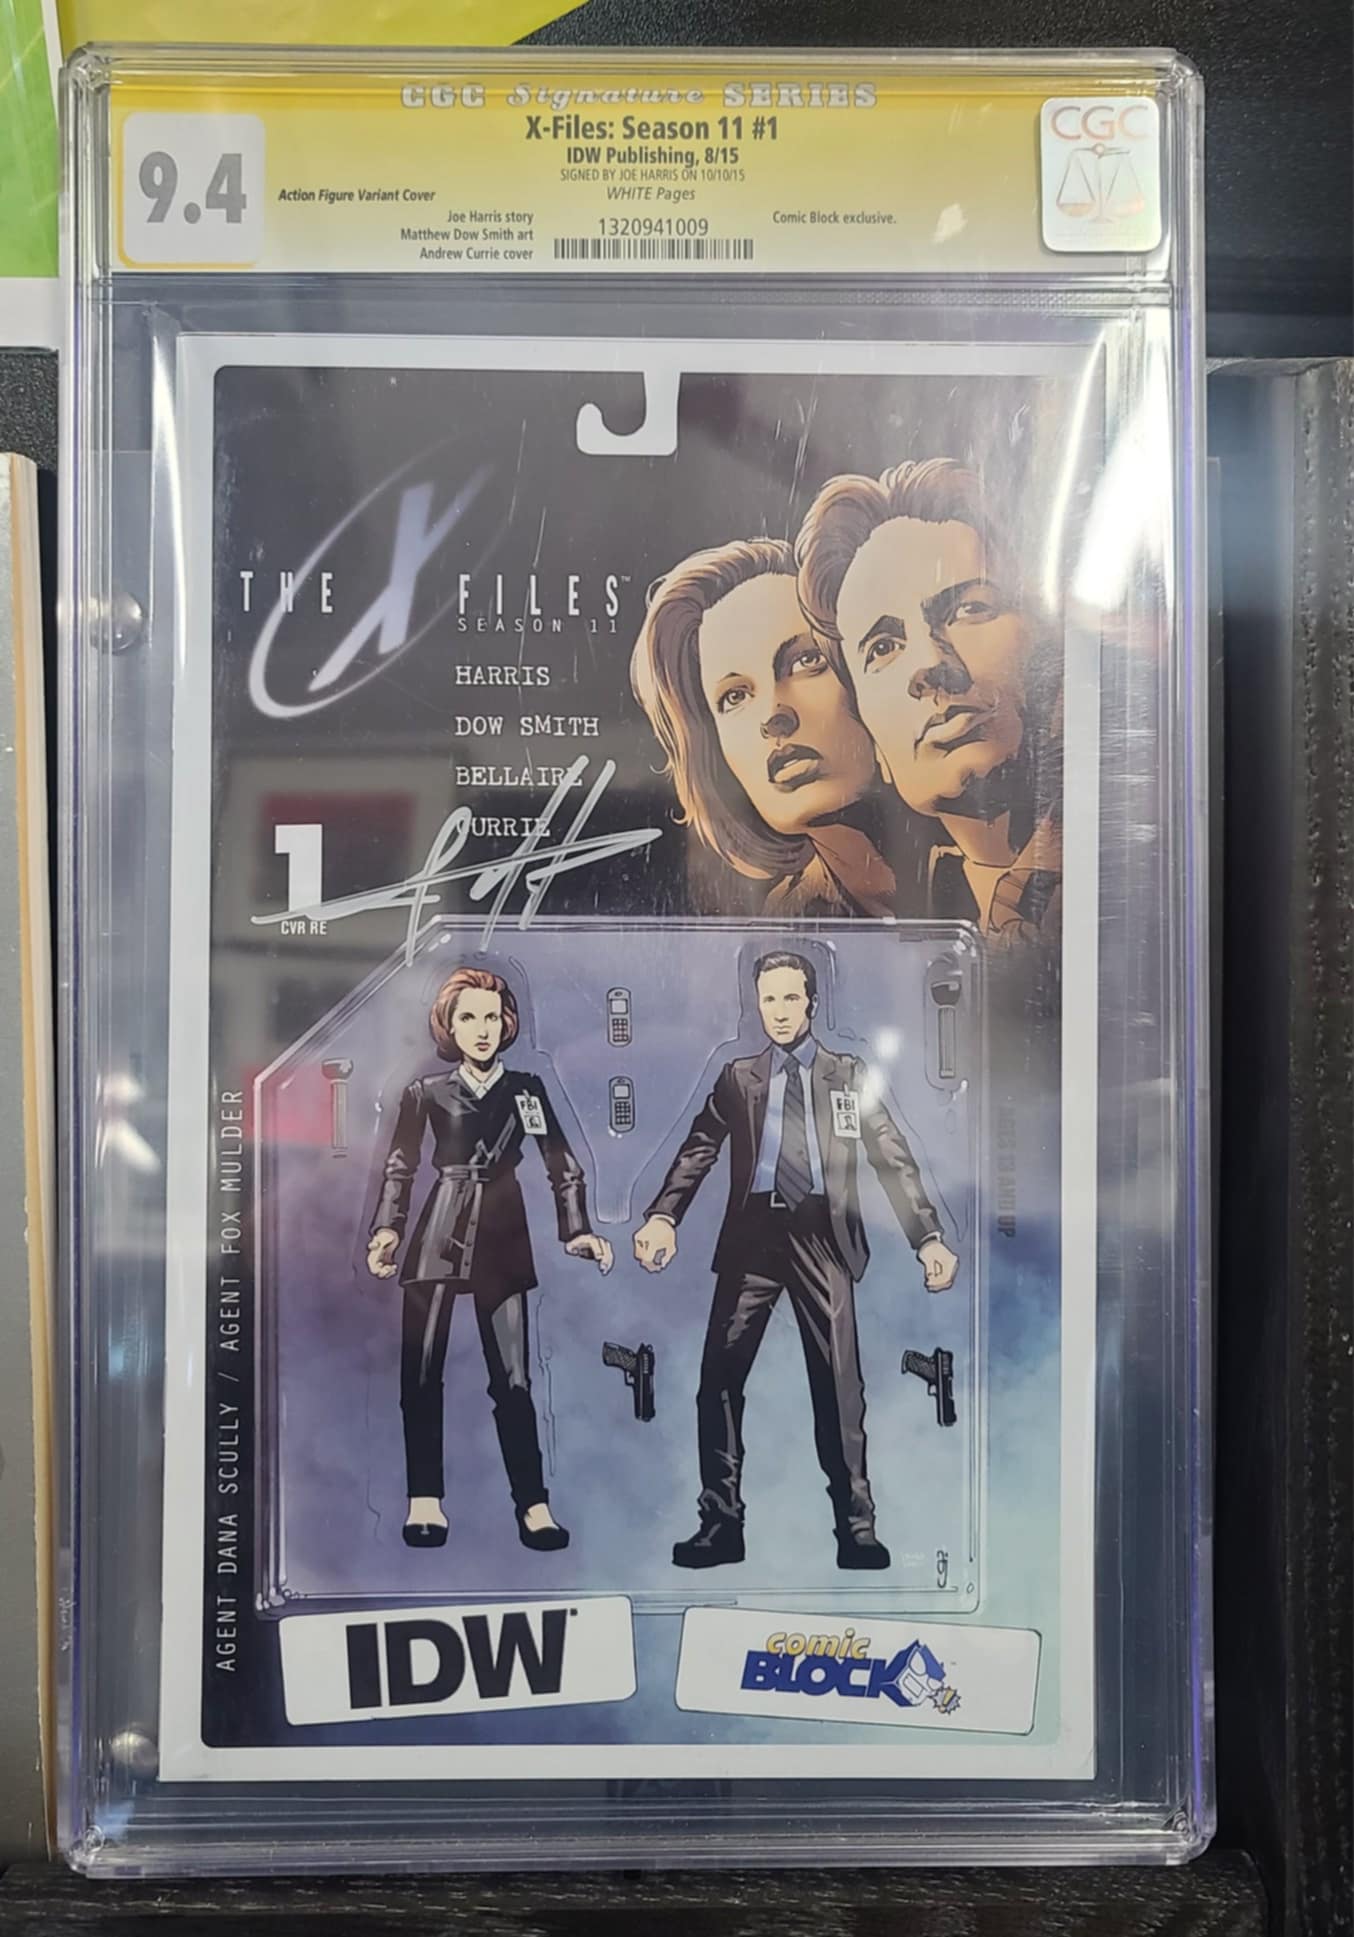 CGC Signature SERIES
X-Files: Season 11 #1
IDW Publishing, 8/15
SIGNED BY JOE HARRIS ON 10/10/15
WHITE Pages
9.4
Action Figure Variant Cover
Joe Harris story
Matthew Dow Smith art
Andrew Currie cover
1320941009
Comic Block exclusive.
CGC
THE X FILES™
SEASON 11
HARRIS
DOW SMITH
BELLAIRE
CURRIE
1
CVR RE
FBI
FBI
AGES 13 AND UP
AGENT DANA SCULLY / AGENT FOX MULDER
IDW
comic
BLOCK